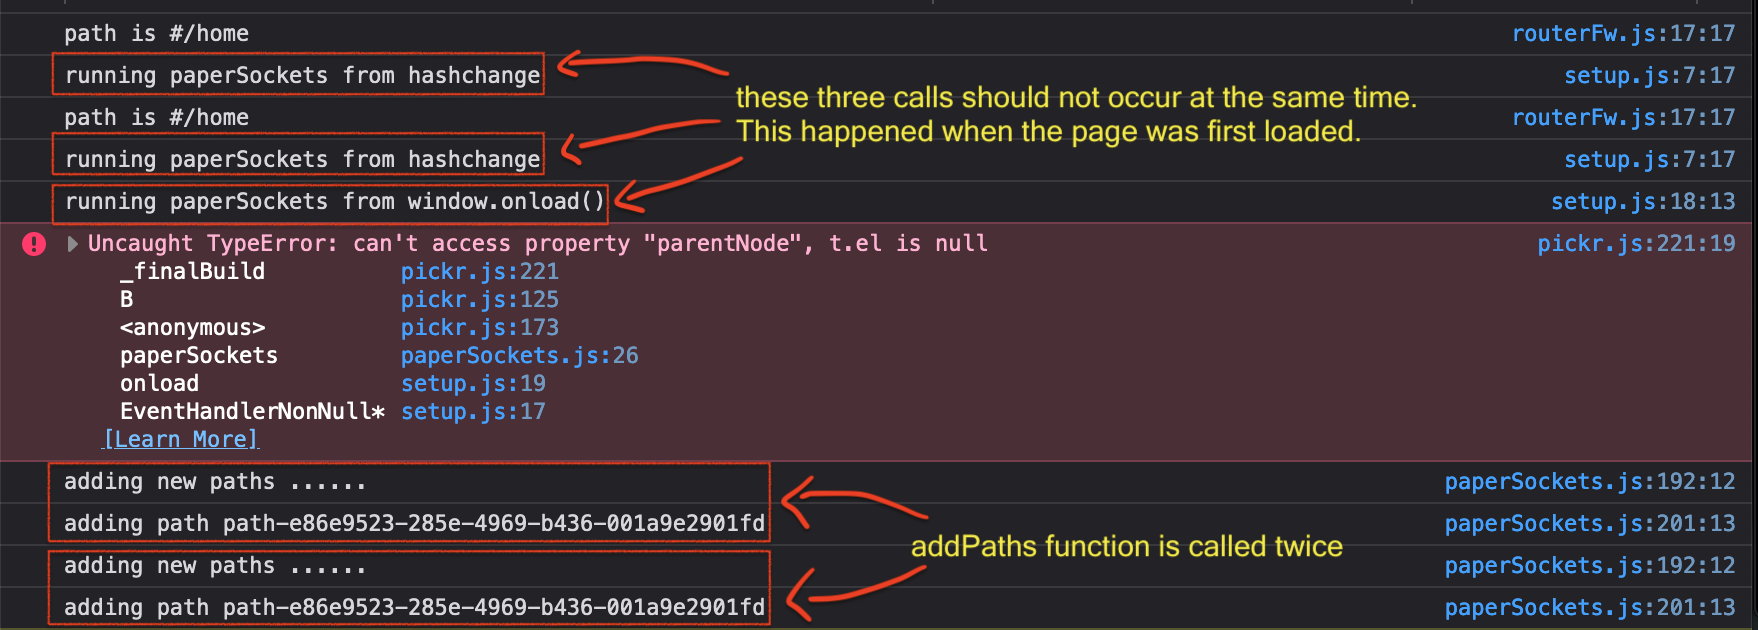 path is #/home routerFw.js:17:17
running paperSockets from hashchange setup.js:7:17
these three calls should not occur at the same time.
path is #/home routerFw.js:17:17
This happened when the page was first loaded.
running paperSockets from hashchange setup.js:7:17
running paperSockets from window.onload() setup.js:18:13
Uncaught TypeError: can't access property "parentNode", t.el is null pickr.js:221:19
_finalBuild pickr.js:221
B pickr.js:125
<anonymous> pickr.js:173
paperSockets paperSockets.js:26
onload setup.js:19
EventHandlerNonNull* setup.js:17
[Learn More]
adding new paths ...... paperSockets.js:192:12
adding path path-e86e9523-285e-4969-b436-001a9e2901fd paperSockets.js:201:13
addPaths function is called twice
adding new paths ...... paperSockets.js:192:12
adding path path-e86e9523-285e-4969-b436-001a9e2901fd paperSockets.js:201:13